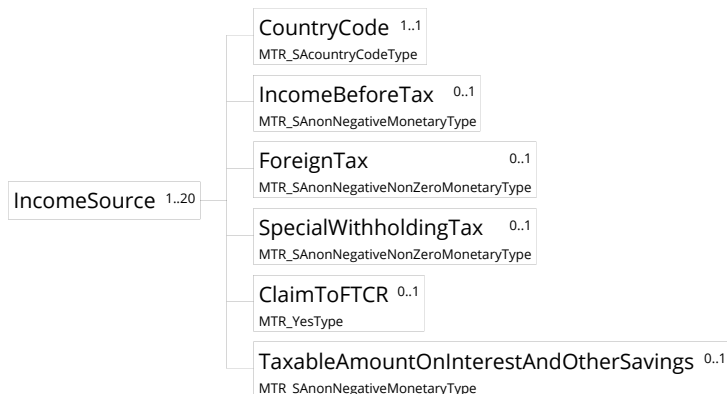 CountryCode 1..1
MTR_SAcountryCodeType
IncomeBeforeTax 0..1
MTR_SAnonNegativeMonetaryType
ForeignTax 0..1
MTR_SAnonNegativeNonZeroMonetaryType
IncomeSource 1..20
SpecialWithholdingTax 0..1
MTR_SAnonNegativeNonZeroMonetaryType
ClaimToFTCR 0..1
MTR_YesType
TaxableAmountOnInterestAndOtherSavings 0..1
MTR_SAnonNegativeMonetaryType